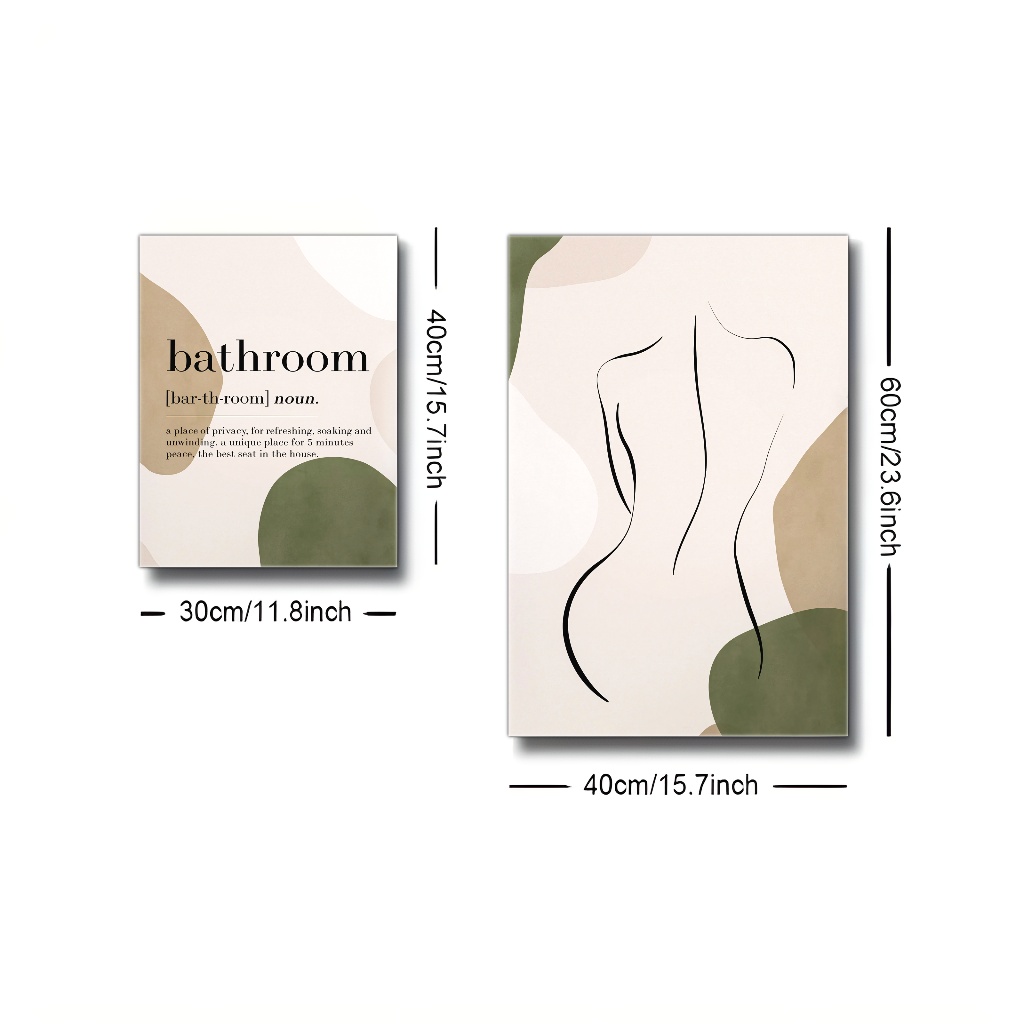 bathroom
[bar-th-room] noun.
a place of privacy, for refreshing, soaking and
unwinding. a unique place for 5 minutes
peace, the best seat in the house.
40cm/15.7inch
30cm/11.8inch
60cm/23.6inch
40cm/15.7inch